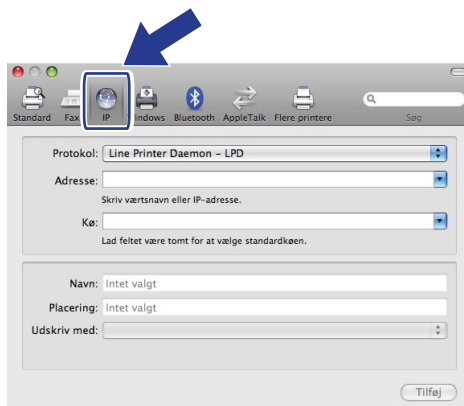 Standard Fax IP Windows Bluetooth AppleTalk Flere printere Søg
Protokol: Line Printer Daemon – LPD
Adresse:
Skriv værtsnavn eller IP-adresse.
Kø:
Lad feltet være tomt for at vælge standardkøen.
Navn: Intet valgt
Placering: Intet valgt
Udskriv med:
Tilføj